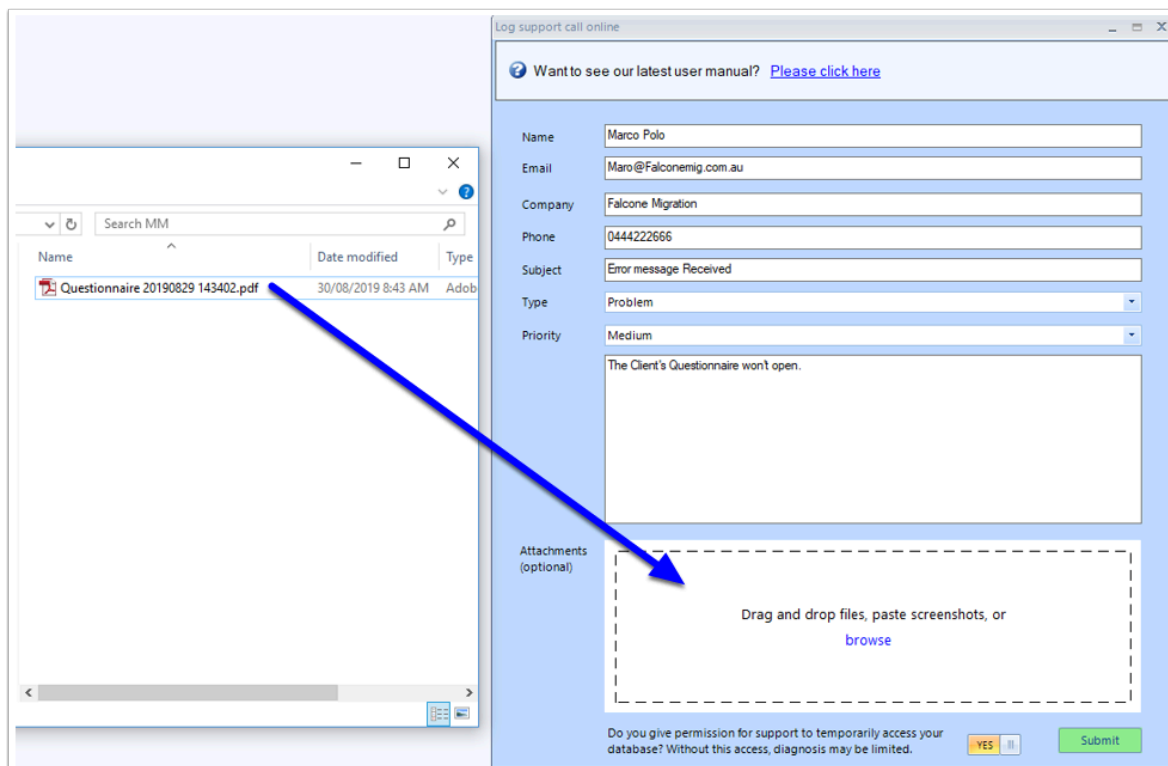 Log support call online
Want to see our latest user manual? Please click here
Search MM
Name Date modified Type
Questionnaire 20190829 143402.pdf 30/08/2019 8:43 AM Adob
Name Marco Polo
Email Maro@Falconemig.com.au
Company Falcone Migration
Phone 0444222666
Subject Error message Received
Type Problem
Priority Medium
The Client's Questionnaire won't open.
Attachments
(optional)
Drag and drop files, paste screenshots, or
browse
Do you give permission for support to temporarily access your
database? Without this access, diagnosis may be limited.
YES
Submit